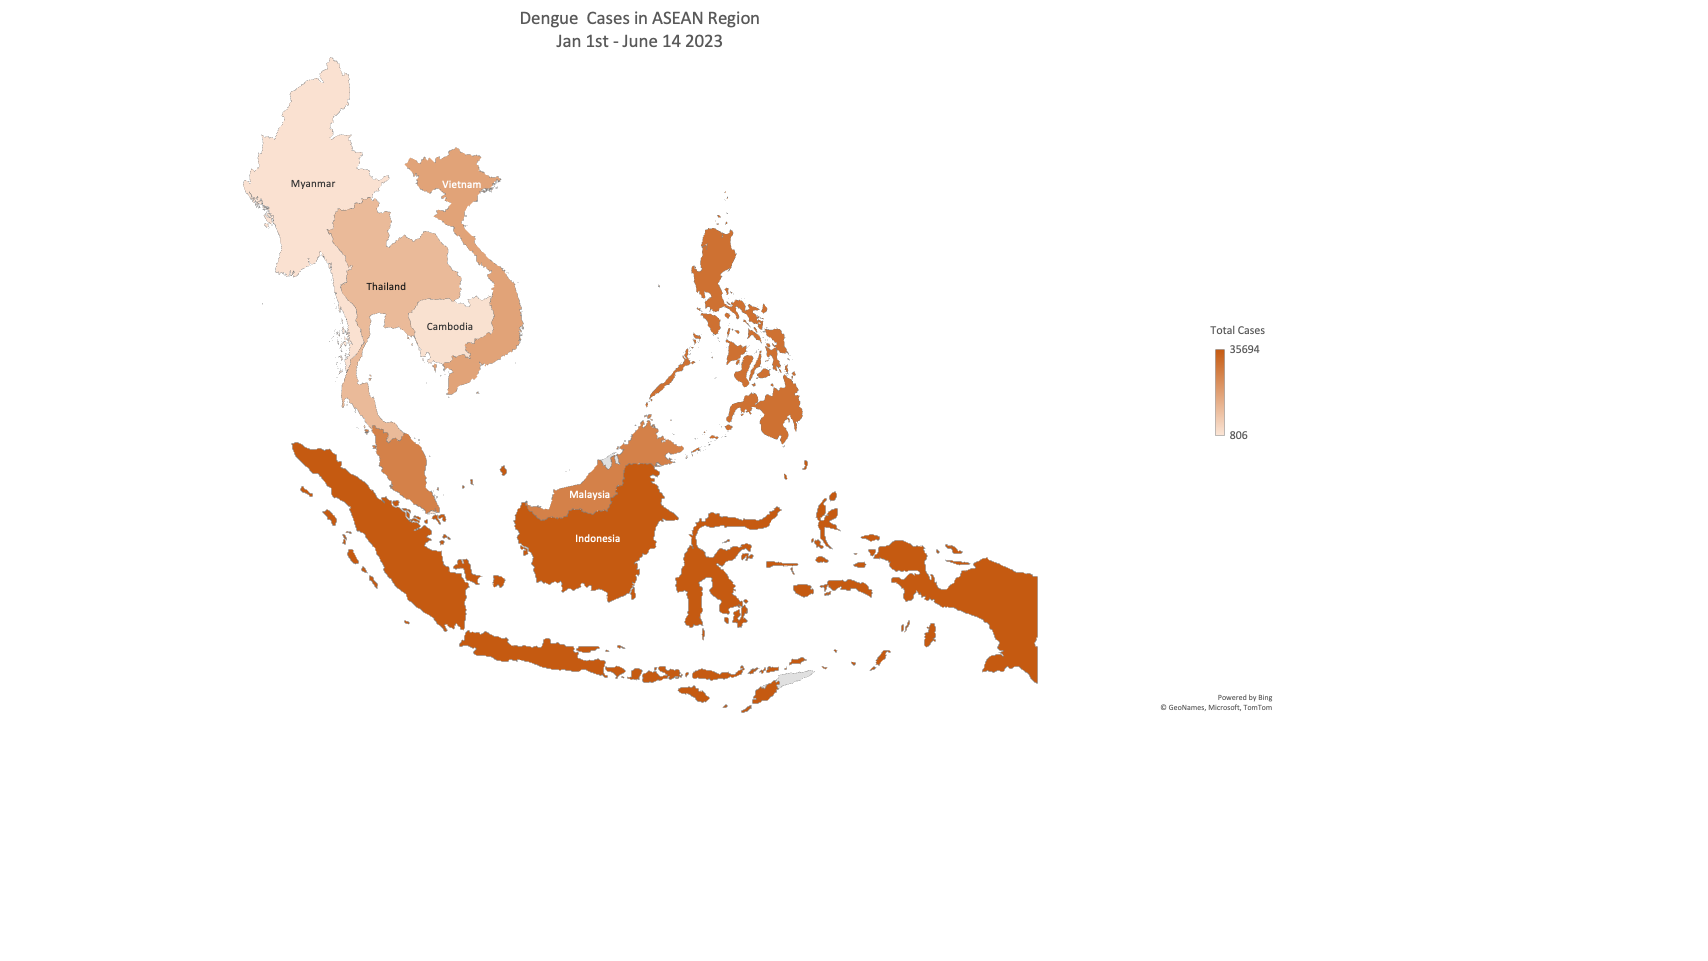 Dengue  Cases in ASEAN Region
Jan 1st - June 14 2023
Myanmar
Vietnam
Thailand
Cambodia
Total Cases
35694
806
Malaysia
Indonesia
Powered by Bing
© GeoNames, Microsoft, TomTom